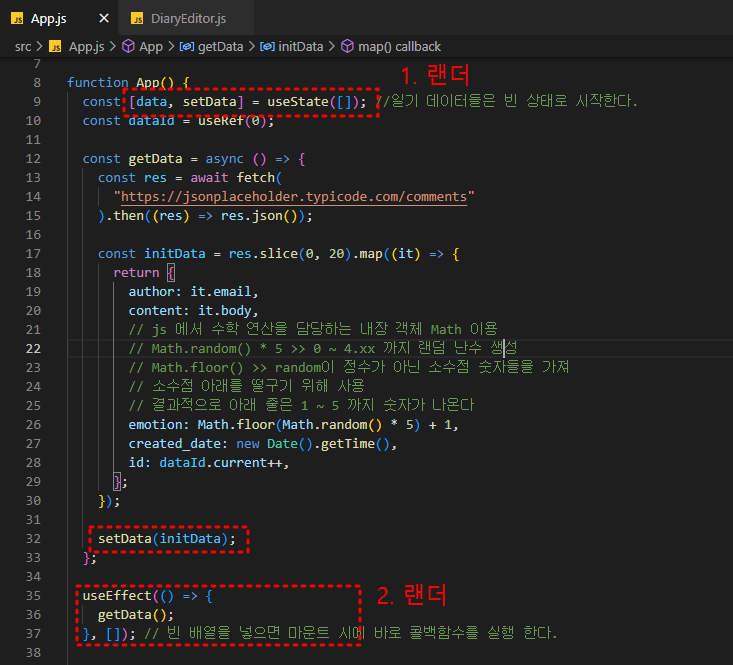 JS App.js × JS DiaryEditor.js
src > JS App.js > App > getData > initData > map() callback
7
1. 랜더
8 function App() {
9 const [data, setData] = useState([]); //일기 데이터들은 빈 상태로 시작한다.
10 const dataId = useRef(0);
11
12 const getData = async () => {
13 const res = await fetch(
14 "https://jsonplaceholder.typicode.com/comments"
15 ).then((res) => res.json());
16
17 const initData = res.slice(0, 20).map((it) => {
18 return {
19 author: it.email,
20 content: it.body,
21 // js 에서 수학 연산을 담당하는 내장 객체 Math 이용
22 // Math.random() * 5 >> 0 ~ 4.xx 까지 랜덤 난수 생성
23 // Math.floor() >> random이 정수가 아닌 소수점 숫자들을 가져
24 // 소수점 아래를 떨구기 위해 사용
25 // 결과적으로 아래 줄은 1 ~ 5 까지 숫자가 나온다
26 emotion: Math.floor(Math.random() * 5) + 1,
27 created_date: new Date().getTime(),
28 id: dataId.current++,
29 };
30 });
31
32 setData(initData);
33 };
34
35 useEffect(() => {
2. 랜더
36 getData();
37 }, []); // 빈 배열을 넣으면 마운트 시에 바로 콜백함수를 실행 한다.
38